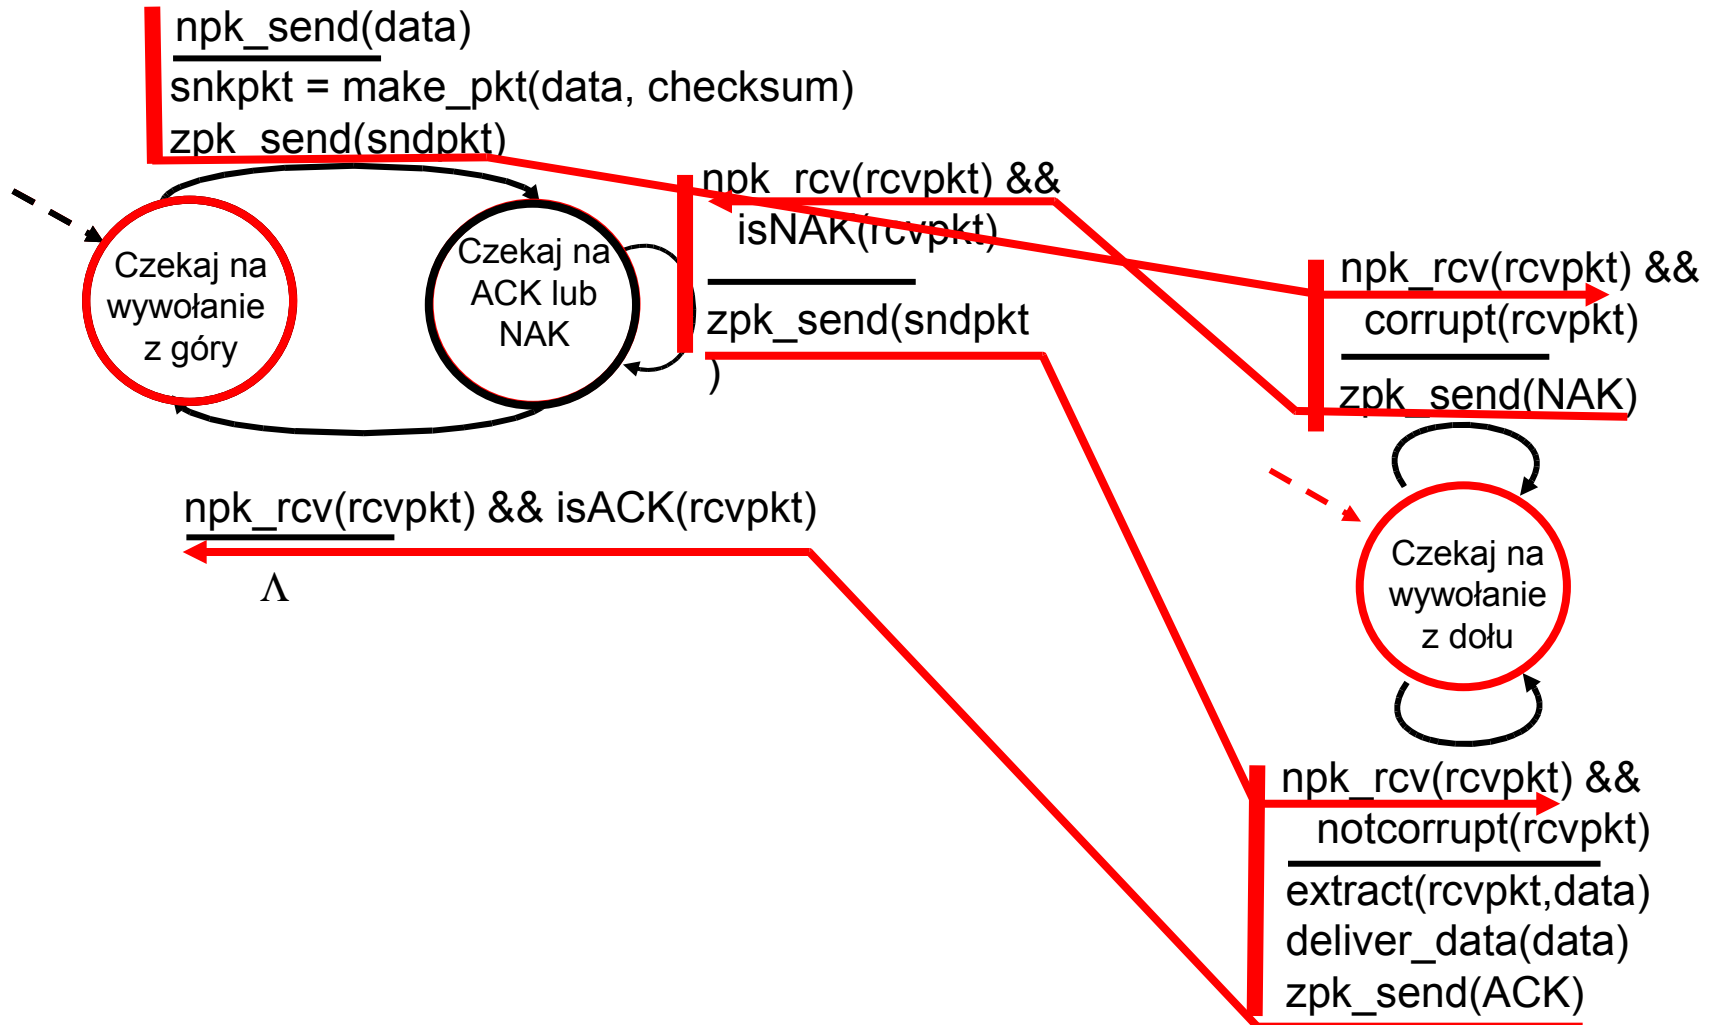 npk_send(data)
snkpkt = make_pkt(data, checksum)
zpk_send(sndpkt)
Czekaj na
wywołanie
z góry
Czekaj na
ACK lub
NAK
npk_rcv(rcvpkt) &&
isNAK(rcvpkt)
zpk_send(sndpkt
)
npk_rcv(rcvpkt) && isACK(rcvpkt)
Λ
npk_rcv(rcvpkt) &&
corrupt(rcvpkt)
zpk_send(NAK)
Czekaj na
wywołanie
z dołu
npk_rcv(rcvpkt) &&
notcorrupt(rcvpkt)
extract(rcvpkt,data)
deliver_data(data)
zpk_send(ACK)